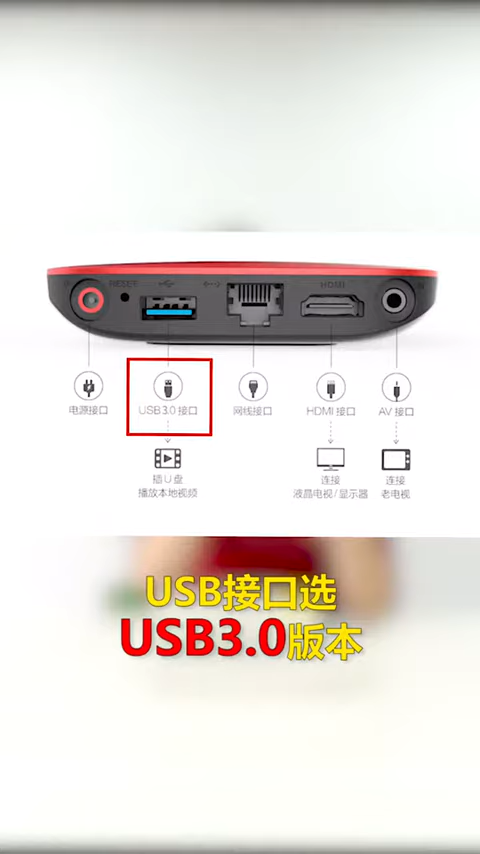 RESET
HDMI
电源接口
USB3.0接口
网线接口
HDMI 接口
AV 接口
插U盘
播放本地视频
连接
液晶电视/显示器
连接
老电视
USB接口选
USB3.0版本